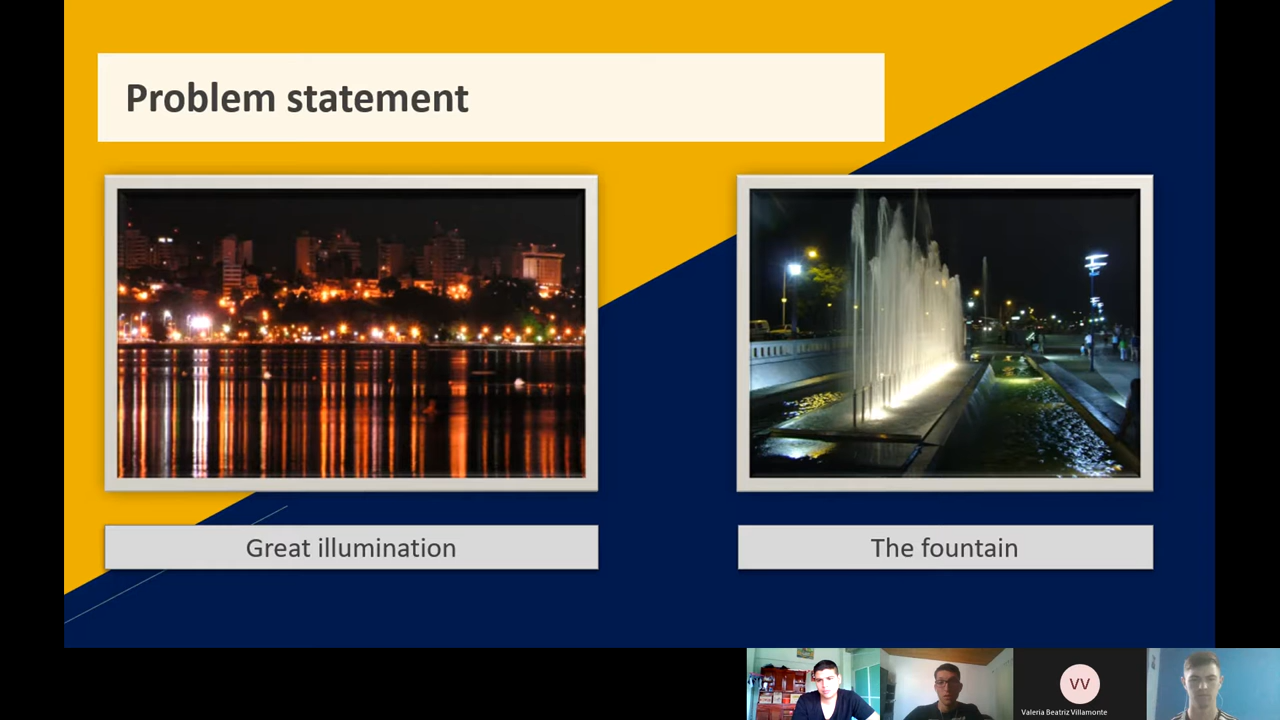 Problem statement
Great illumination
The fountain
VV
Valeria Beatriz Villamonte